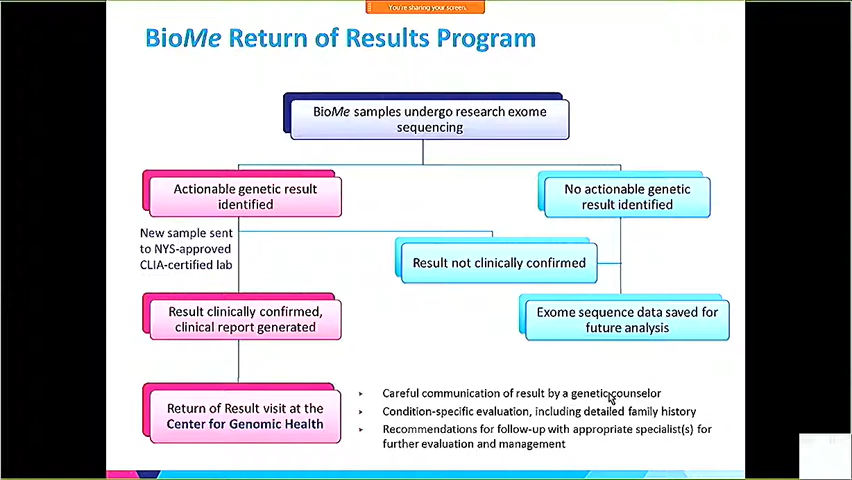 You're sharing your screen.
BioMe Return of Results Program
BioMe samples undergo research exome
sequencing
Actionable genetic result
identified
No actionable genetic
result identified
New sample sent
to NYS-approved
CLIA-certified lab
Result not clinically confirmed
Result clinically confirmed,
clinical report generated
Exome sequence data saved for
future analysis
Return of Result visit at the
Center for Genomic Health
‣ Careful communication of result by a genetic counselor
‣ Condition-specific evaluation, including detailed family history
‣ Recommendations for follow-up with appropriate specialist(s) for
further evaluation and management